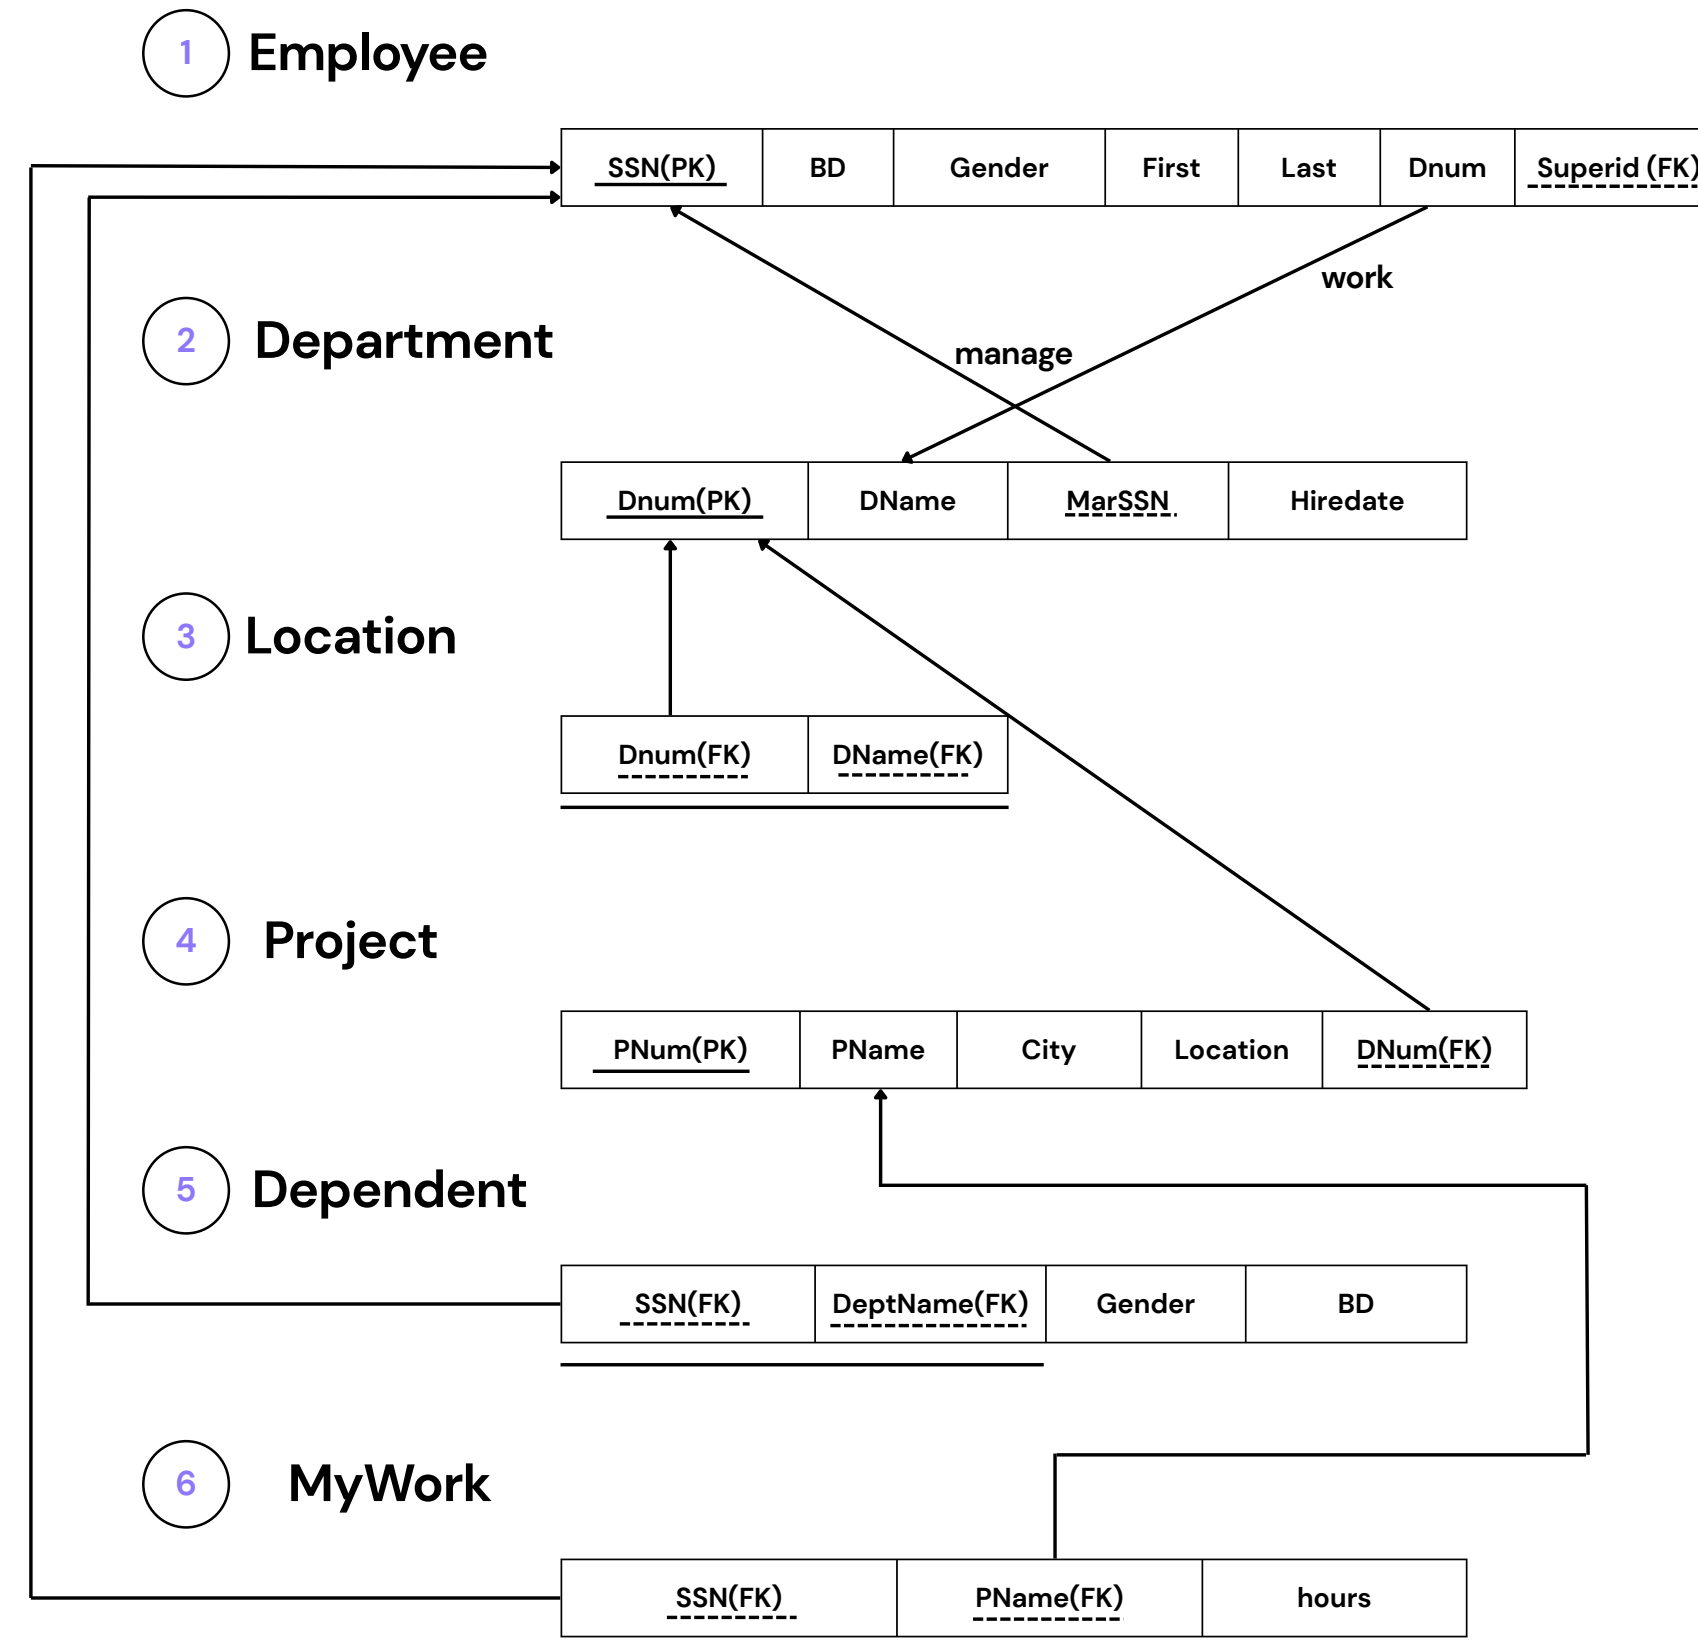 1 Employee
SSN(PK) BD Gender First Last Dnum Superid (FK)
work
2 Department
manage
Dnum(PK) DName MarSSN Hiredate
3 Location
Dnum(FK) DName(FK)
4 Project
PNum(PK) PName City Location DNum(FK)
5 Dependent
SSN(FK) DeptName(FK) Gender BD
6 MyWork
SSN(FK) PName(FK) hours